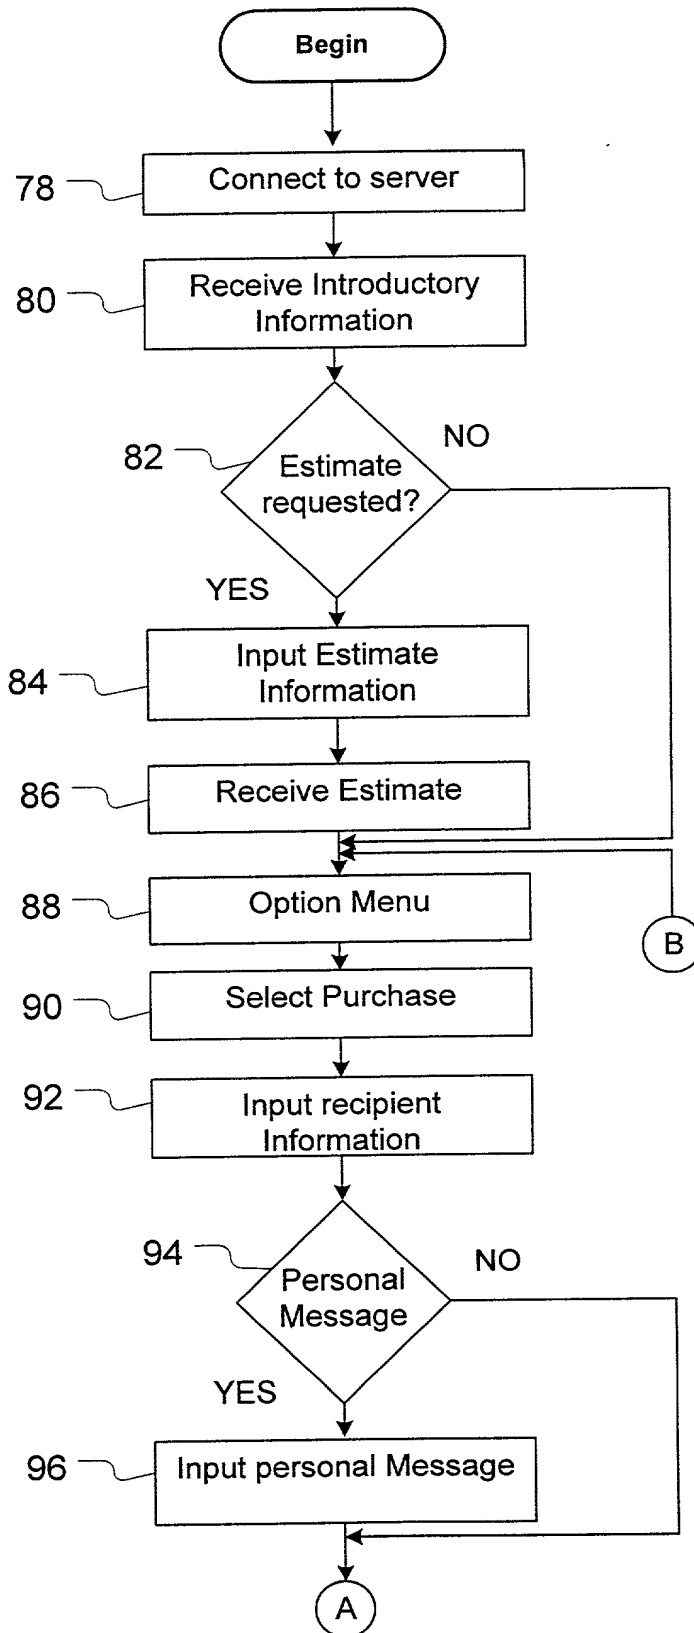 Begin
78
Connect to server
80
Receive Introductory
Information
82
NO
Estimate
requested?
YES
84
Input Estimate
Information
86
Receive Estimate
88
Option Menu
B
90
Select Purchase
92
Input recipient
Information
94
NO
Personal
Message
YES
96
Input personal Message
A